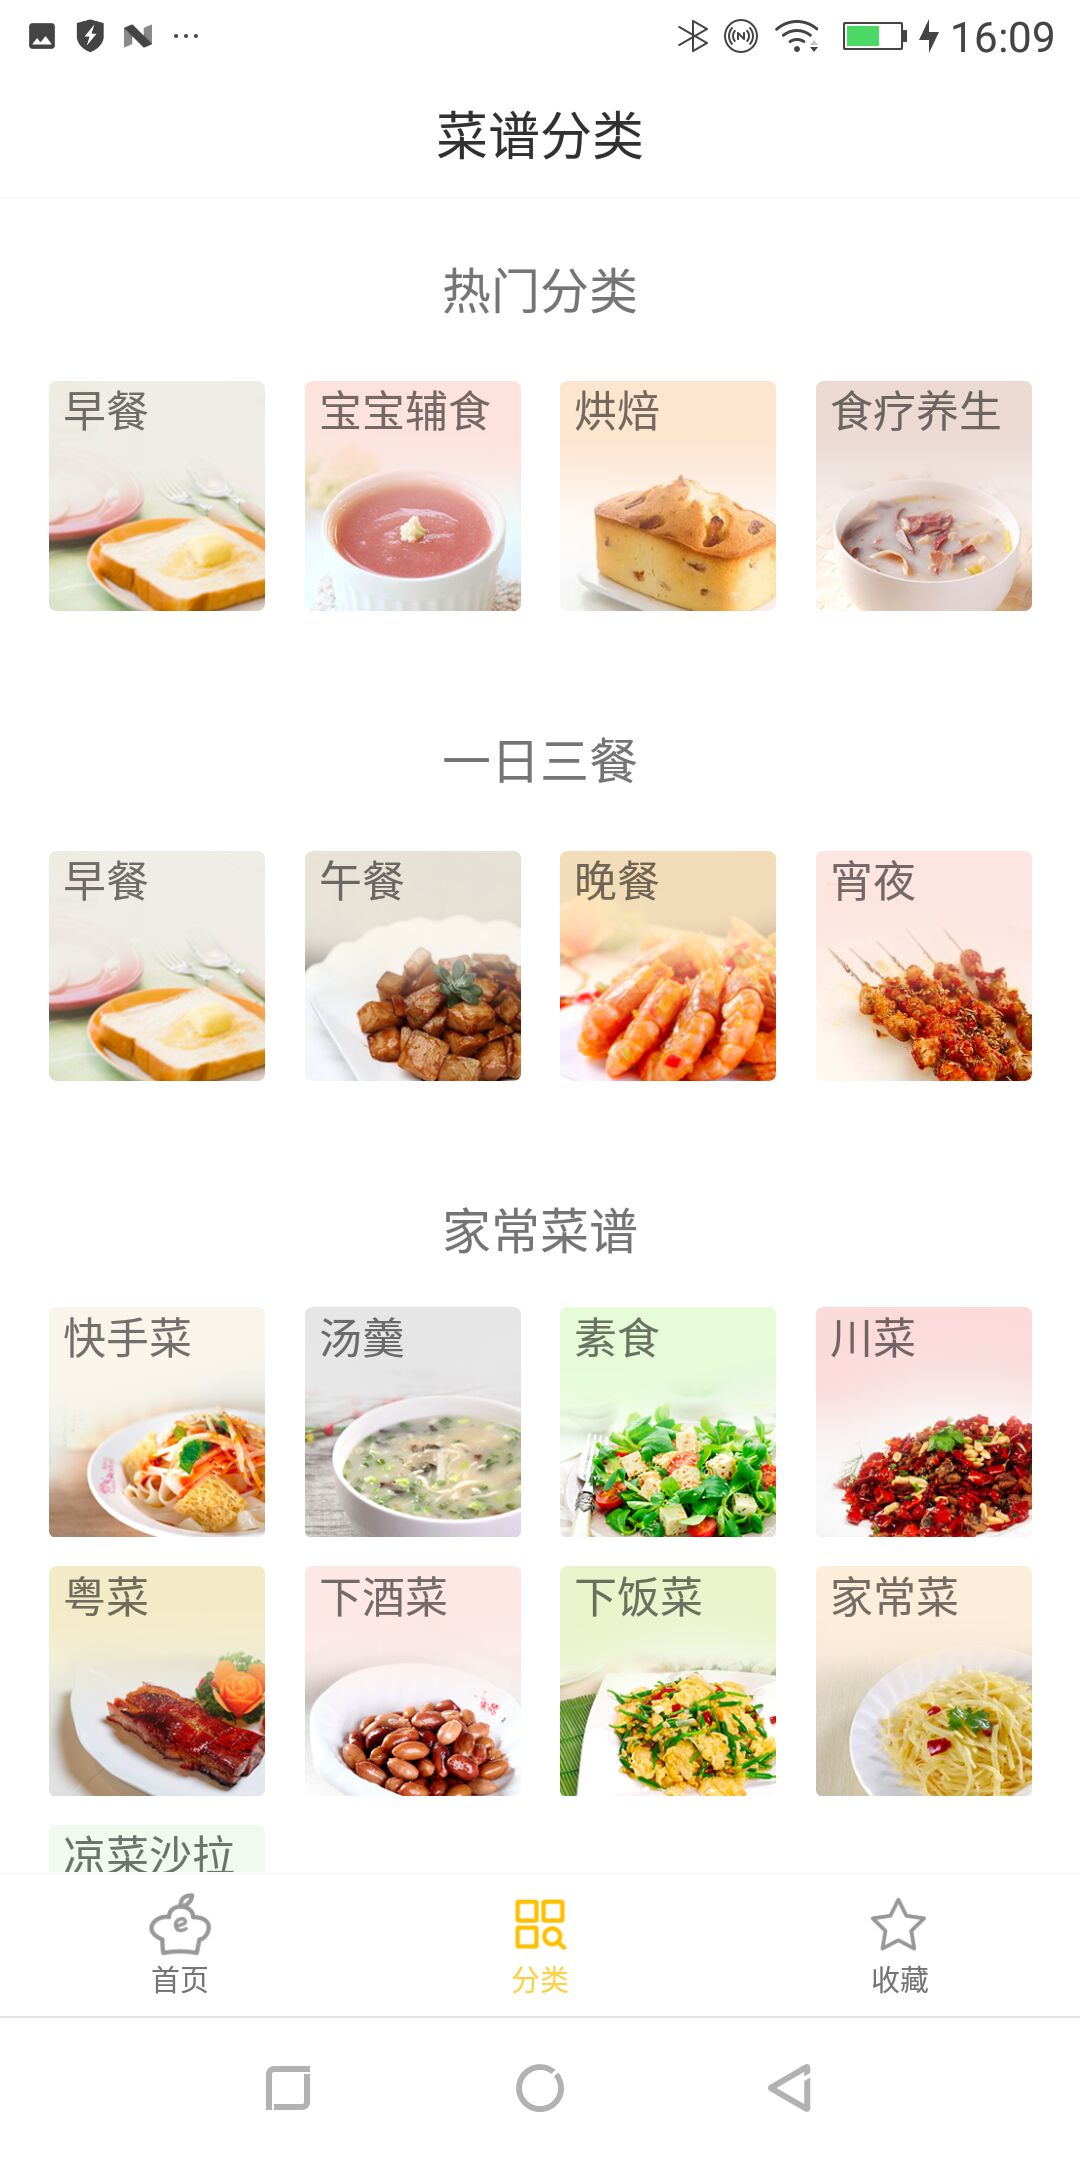 16:09
菜谱分类
热门分类
早餐 宝宝辅食 烘焙 食疗养生
一日三餐
早餐 午餐 晚餐 宵夜
家常菜谱
快手菜 汤羹 素食 川菜
粤菜 下酒菜 下饭菜 家常菜
凉菜沙拉
首页 分类 收藏